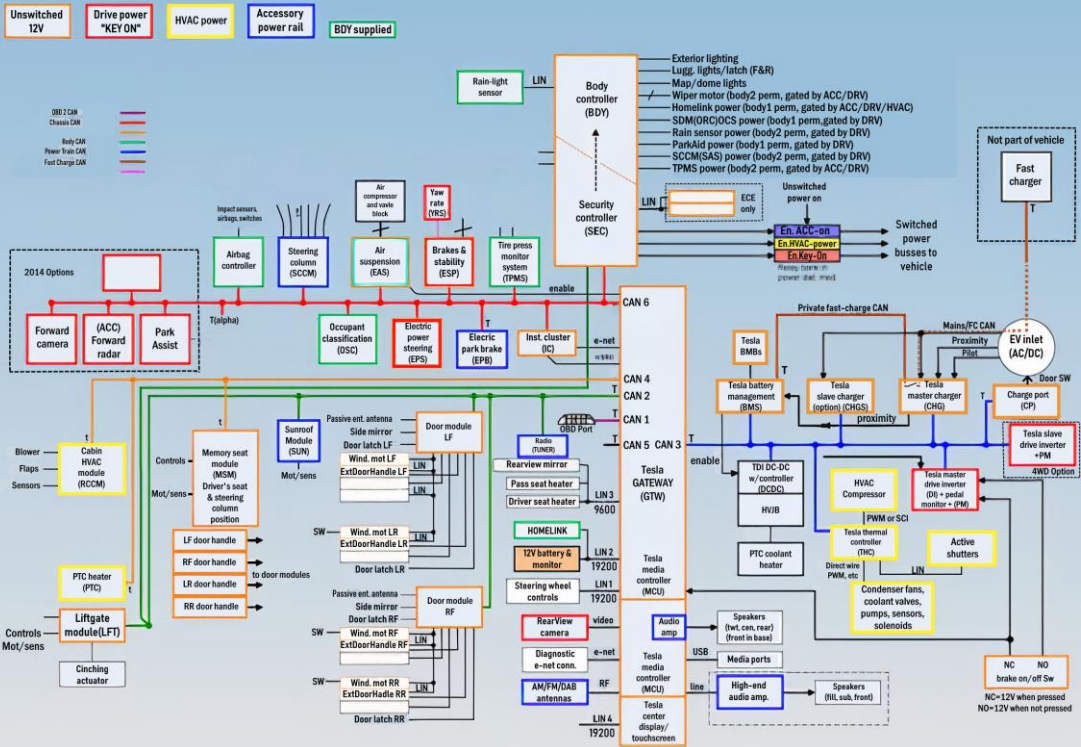 Unswitched
12V
Drive power
"KEY ON"
HVAC power
Accessory
power rail
BDY supplied
OBD 2 CAN
Chassis CAN
Body CAN
Power Train CAN
Fast Charge CAN
Rain-light
sensor
LIN
Body
controller
(BDY)
Security
controller
(SEC)
Exterior lighting
Lugg. lights/latch (F&R)
Map/dome lights
Wiper motor (body2 perm, gated by ACC/DRV)
Homelink power (body1 perm, gated by ACC/DRV/HVAC)
SDM(ORC)OCS power (body1 perm,gated by DRV)
Rain sensor power (body2 perm, gated by DRV)
ParkAid power (body1 perm, gated by DRV)
SCCM(SAS) power (body2 perm, gated by DRV)
TPMS power (body2 perm, gated by ACC/DRV)
LIN
ECE
only
Unswitched
power on
En. ACC-on
En.HVAC-power
En.Key-On
Switched
power
busses to
vehicle
Not part of vehicle
Fast
charger
T
Impact sensors,
airbags, switches
Airbag
controller
Steering
column
(SCCM)
Air
compressor
and vavle
block
Air
suspension
(EAS)
Yaw
rate
(YRS)
Brakes &
stability
(ESP)
Tire press
monitor
system
(TPMS)
enable
2014 Options
Forward
camera
(ACC)
Forward
radar
Park
Assist
T(alpha)
Occupant
classification
(OSC)
Electric
power
steering
(EPS)
T
Elecric
park brake
(EPB)
Inst. cluster
(IC)
e-net
CAN 6
CAN 4
CAN 2
CAN 1
CAN 5
CAN 3
T
T
T
T
OBD Port
Tesla
GATEWAY
(GTW)
Private fast-charge CAN
Mains/FC CAN
Proximity
Pilot
EV inlet
(AC/DC)
Door SW
Tesla
BMBs
T
Tesla battery
management
(BMS)
Tesla
slave charger
(option) (CHGS)
Tesla
master charger
(CHG)
T
Charge port
(CP)
proximity
enable
TDI DC-DC
w/controller
(DCDC)
HVJB
PTC coolant
heater
Tesla slave
drive inverter
+PM
4WD Option
Tesla master
drive inverter
(DI) + pedal
monitor + (PM)
HVAC
Compressor
PWM or SCI
Tesla thermal
controller
(THC)
LIN
Active
shutters
Direct wire
PWM, etc
Condenser fans,
coolant valves,
pumps, sensors,
solenoids
NC
NO
brake on/off Sw
NC=12V when pressed
NO=12V when not pressed
Blower
Flaps
Sensors
t
Cabin
HVAC
module
(RCCM)
PTC heater
(PTC)
t
Controls
Mot/sens
Liftgate
module(LFT)
Cinching
actuator
t
Controls
Mot/sens
Memory seat
module
(MSM)
Driver's seat
& steering
column
position
LF door handle
RF door handle
LR door handle
RR door handle
to door modules
Sunroof
Module
(SUN)
Mot/sens
Passive ent. antenna
Side mirror
Door latch LF
Door module
LF
Wind. mot LF
ExtDoorHandle LF
LIN
SW
Wind. mot LR
ExtDoorHandle LR
LIN
Door latch LR
Passive ent. antenna
Side mirror
Door latch RF
Door module
RF
SW
Wind. mot RF
ExtDoorHandle RF
LIN
SW
Wind. mot RR
ExtDoorHadle RR
LIN
Door latch RR
Radio
(TUNER)
Rearview mirror
Pass seat heater
Driver seat heater
LIN 3
9600
HOMELINK
12V battery &
monitor
LIN 2
19200
Steering wheel
controls
LIN 1
19200
Tesla
media
controller
(MCU)
RearView
camera
video
Diagnostic
e-net conn.
e-net
AM/FM/DAB
antennas
RF
LIN 4
19200
Tesla
media
controller
(MCU)
Tesla
center
display/
touchscreen
Audio
amp
Speakers
(twt, cen, rear)
(front in base)
USB
Media ports
line
High-end
audio amp.
Speakers
(fill, sub, front)